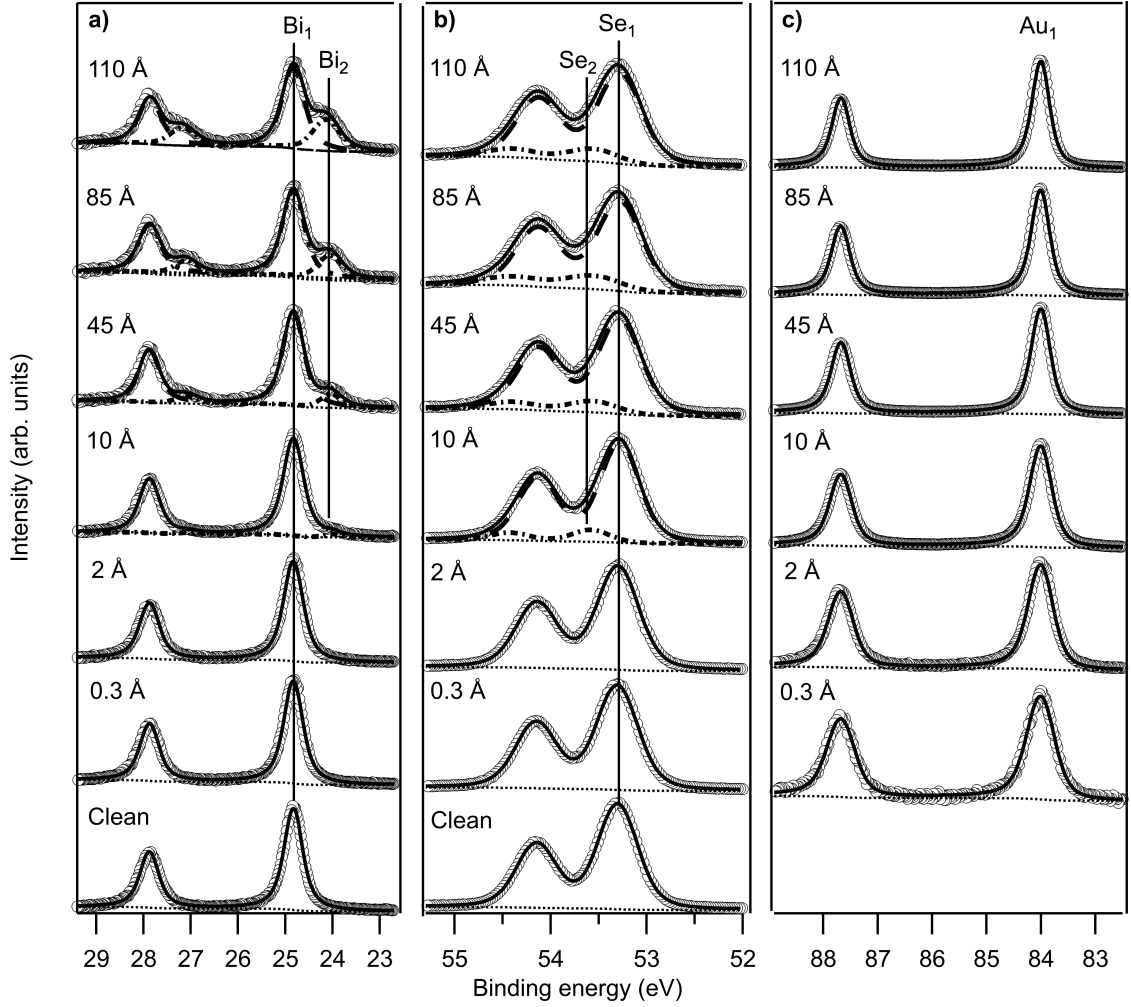 a)
Bi1
Bi2
110 Å
85 Å
45 Å
10 Å
2 Å
0.3 Å
Clean
29 28 27 26 25 24 23
b)
Se1
Se2
110 Å
85 Å
45 Å
10 Å
2 Å
0.3 Å
Clean
55 54 53 52
c)
Au1
110 Å
85 Å
45 Å
10 Å
2 Å
0.3 Å
88 87 86 85 84 83
Intensity (arb. units)
Binding energy (eV)